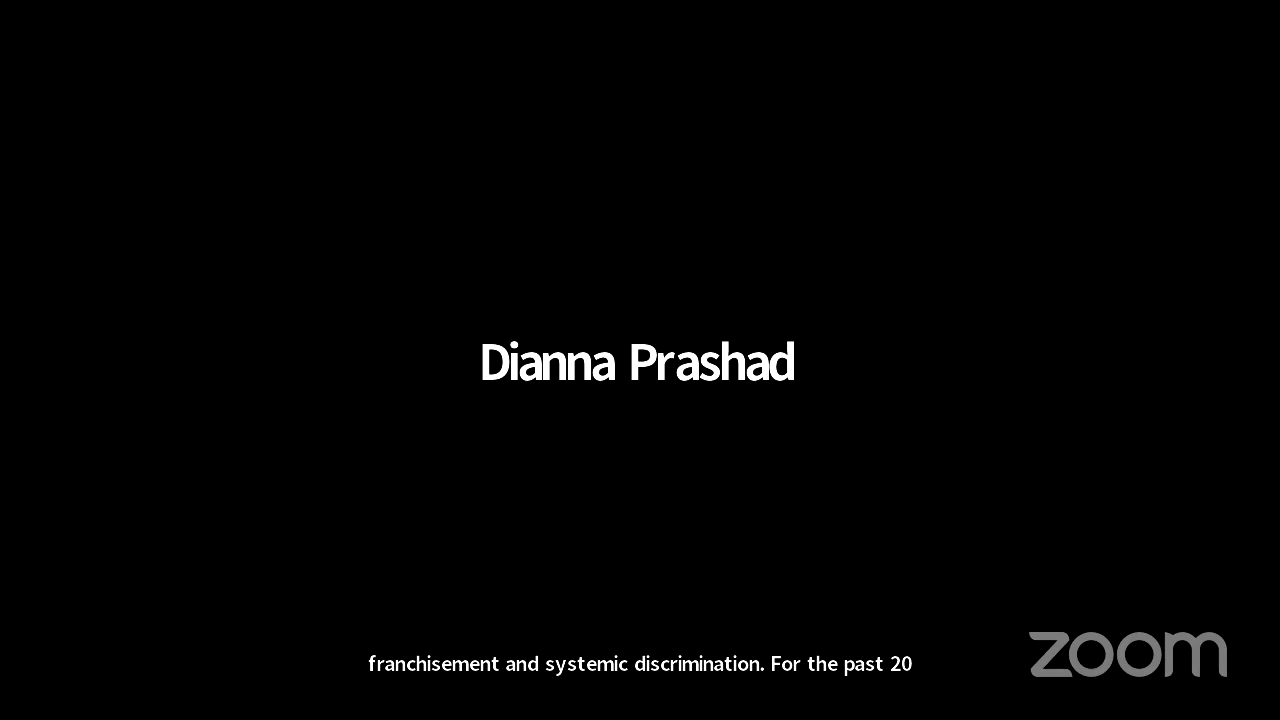 Dianna Prashad
franchisement and systemic discrimination. For the past 20
zoom